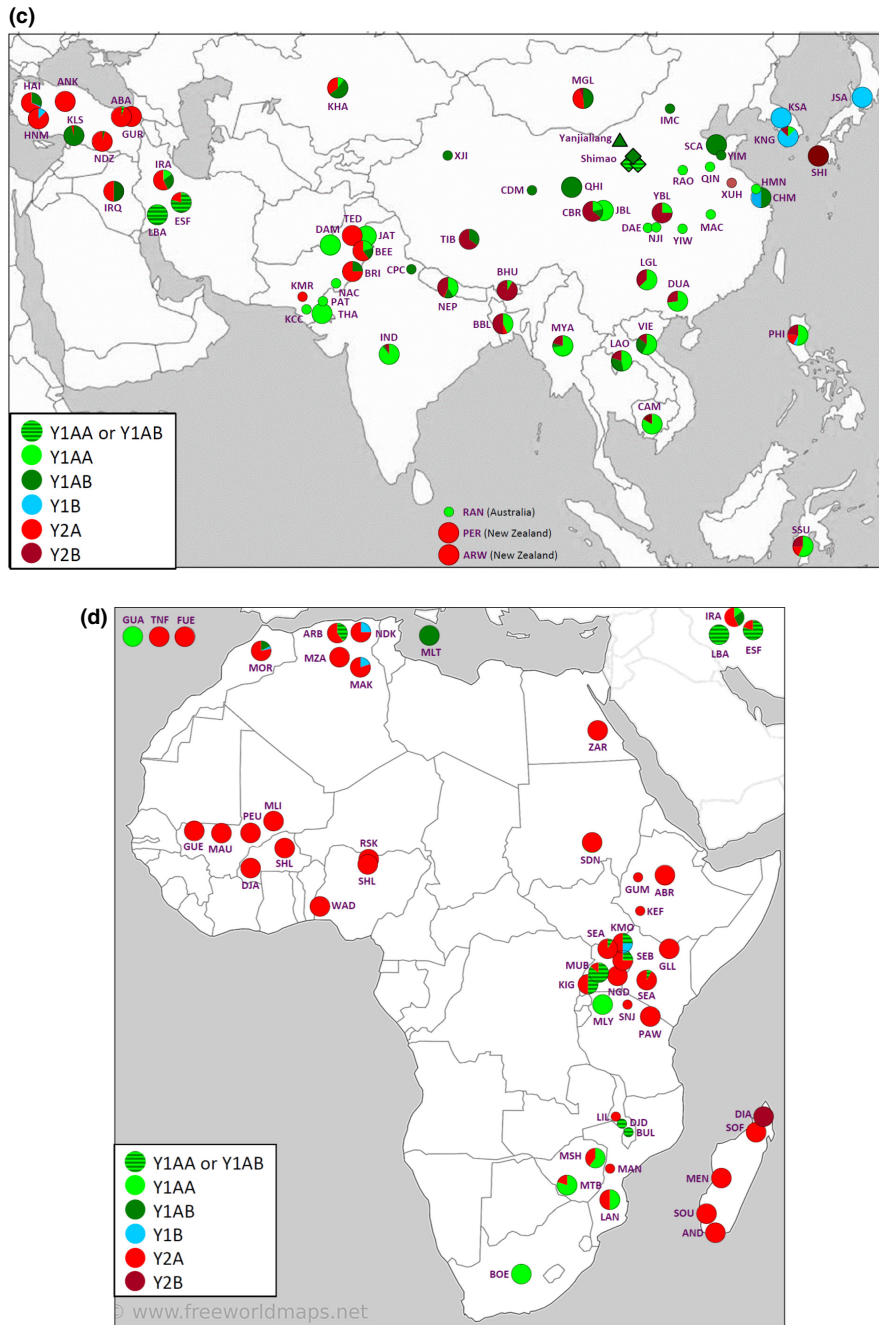 (c)
HAI
ANK
ABA
KLS
HNM
GUR
NDZ
KHA
MGL
IMC
KSA
JSA
Yanjialiang
SCA
KNG
YIM
SHI
Shimao
XJI
IRA
RAO
QIN
HMN
XUH
CHM
CDM
QHI
IRQ
ESF
LBA
CBR
JBL
YBL
TED
DAM
JAT
BEE
TIB
DAE
NJI
YIW
MAC
BRI
CPC
KMR
NAC
PAT
KCC
THA
NEP
BHU
LGL
DUA
BBL
IND
MYA
LAO
VIE
PHI
CAM
Y1AA or Y1AB
Y1AA
Y1AB
Y1B
Y2A
Y2B
RAN (Australia)
PER (New Zealand)
ARW (New Zealand)
SSU
(d)
GUA TNF FUE
ARB
NDK
MLT
IRA
LBA
ESF
MOR
MZA
MAK
ZAR
MLI
PEU
GUE
MAU
SHL
RSK
SHL
DJA
WAD
SDN
GUM
ABR
KEF
KMO
SEA
SEB
GLL
MUB
KIG
NGD
SEA
MLY
SNJ
PAW
LIL
DJD
BUL
DIA
SOF
MSH
MAN
MTB
LAN
MEN
SOU
AND
BOE
Y1AA or Y1AB
Y1AA
Y1AB
Y1B
Y2A
Y2B
© www.freeworldmaps.net